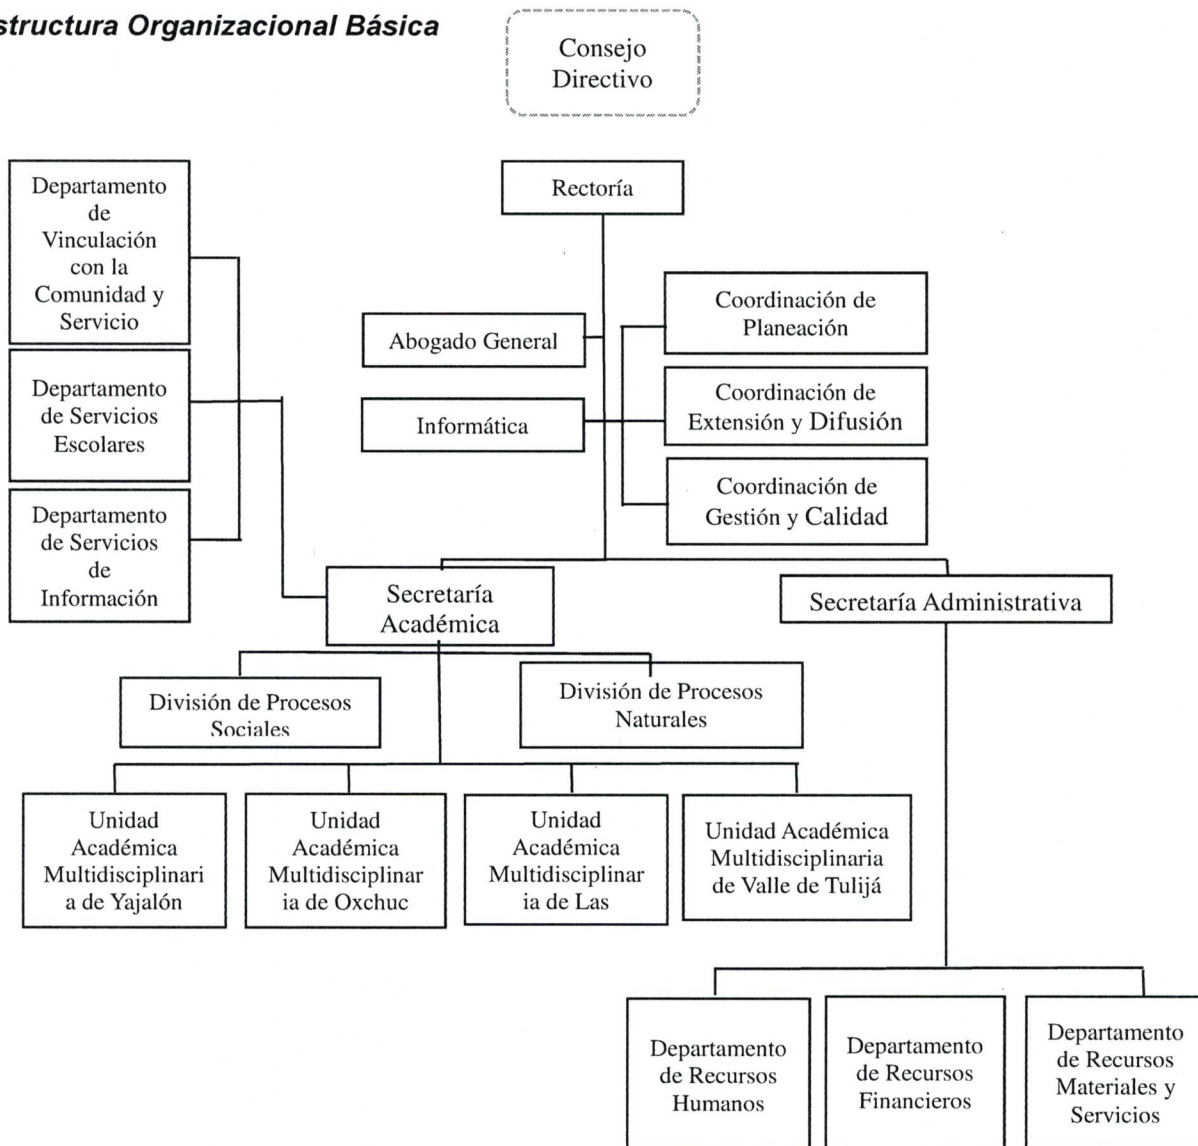 structura Organizacional Básica
Consejo
Directivo
Rectoría
Departamento
de
Vinculación
con la
Comunidad y
Servicio
Departamento
de Servicios
Escolares
Departamento
de Servicios
de
Información
Abogado General
Informática
Coordinación de
Planeación
Coordinación de
Extensión y Difusión
Coordinación de
Gestión y Calidad
Secretaría
Académica
Secretaría Administrativa
División de Procesos
Sociales
División de Procesos
Naturales
Unidad
Académica
Multidisciplinari
a de Yajalón
Unidad
Académica
Multidisciplinar
ia de Oxchuc
Unidad
Académica
Multidisciplinar
ia de Las
Unidad Académica
Multidisciplinaria
de Valle de Tulijá
Departamento
de Recursos
Humanos
Departamento
de Recursos
Financieros
Departamento
de Recursos
Materiales y
Servicios